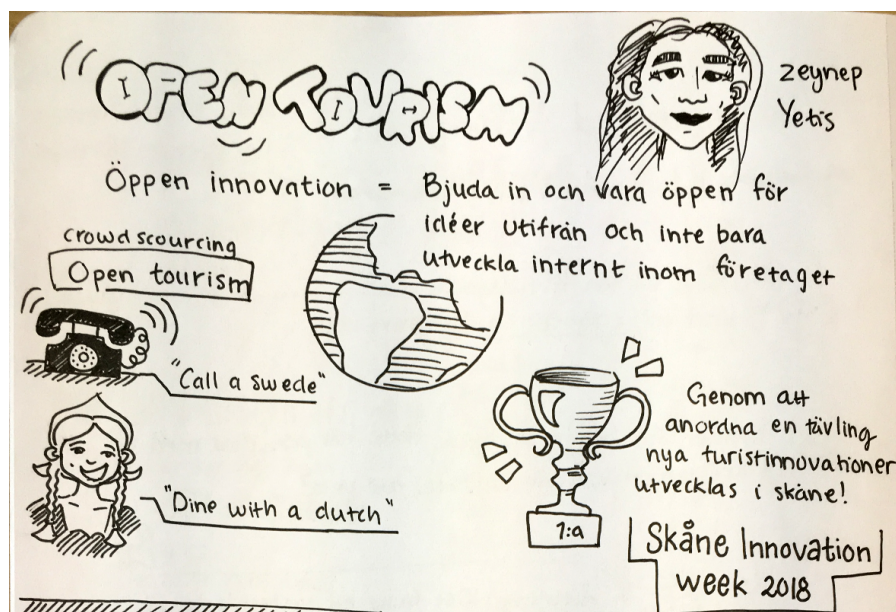 OPEN TOURISM
zeynep
Yetis
Öppen innovation = Bjuda in och vara öppen för
idéer utifrån och inte bara
utveckla internt inom företaget
crowdscourcing
Open tourism
"Call a swede"
"Dine with a dutch"
1:a
Genom att
anordna en tävling
nya turistinnovationer
utvecklas i skåne!
Skåne Innovation
week 2018